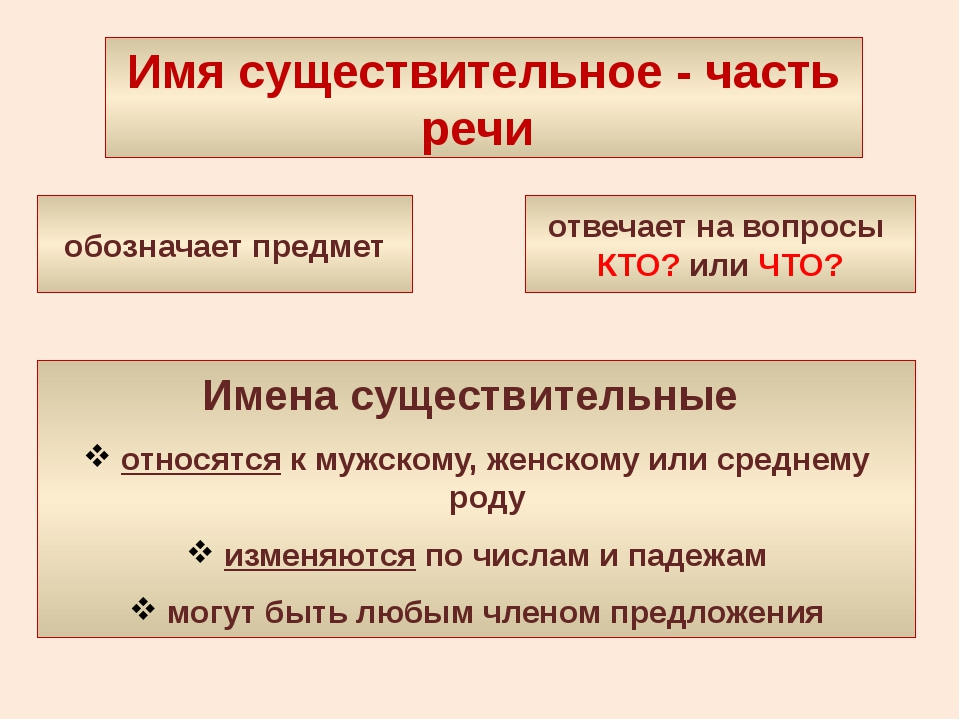 Имя существительное - часть
речи
обозначает предмет
отвечает на вопросы
КТО? или ЧТО?
Имена существительные
❖ относятся к мужскому, женскому или среднему
роду
❖ изменяются по числам и падежам
❖ могут быть любым членом предложения